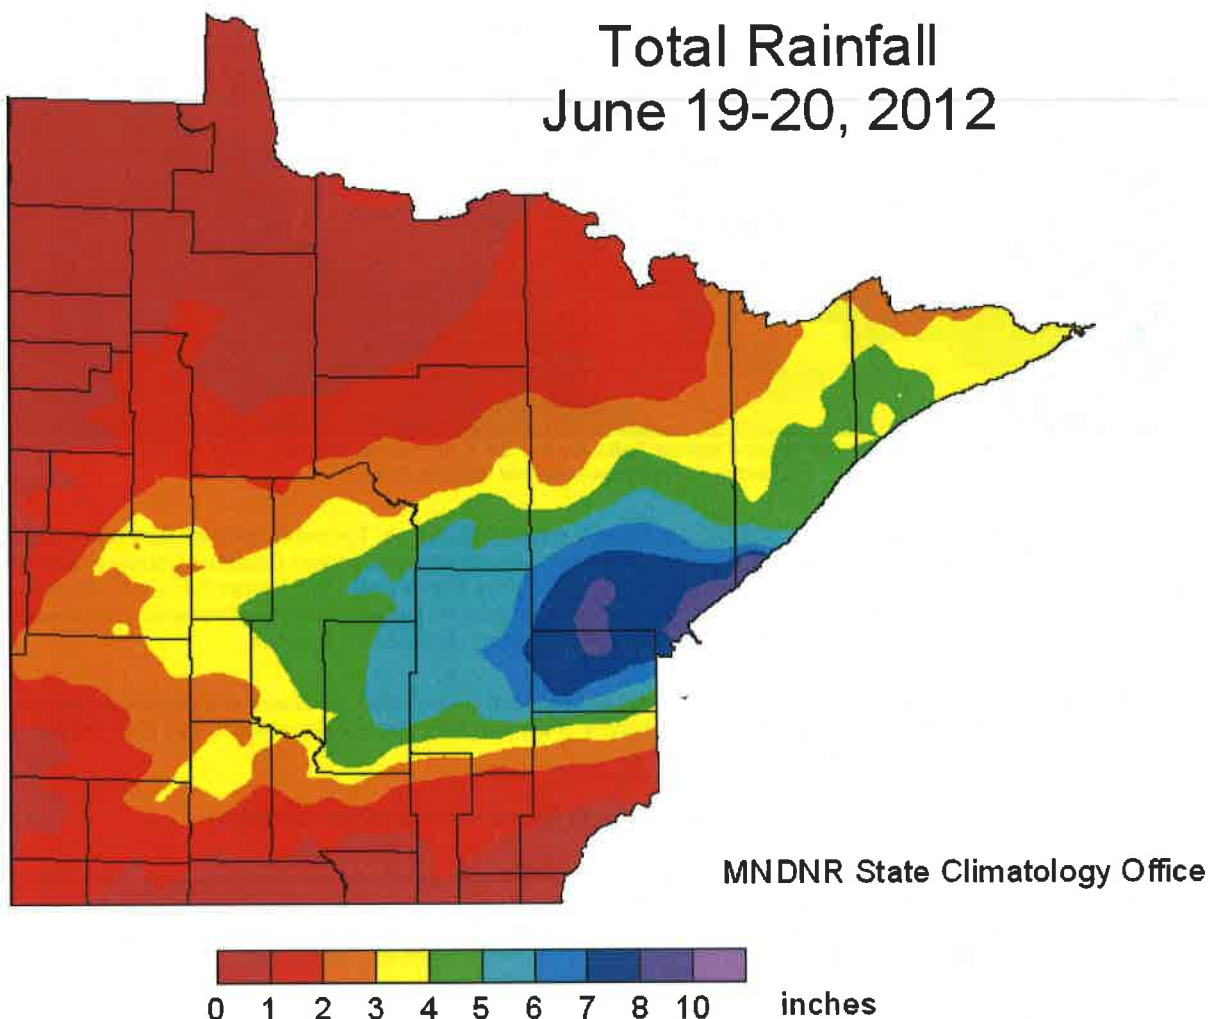 Total Rainfall
June 19-20, 2012
MNDNR State Climatology Office
0 1 2 3 4 5 6 7 8 10 inches